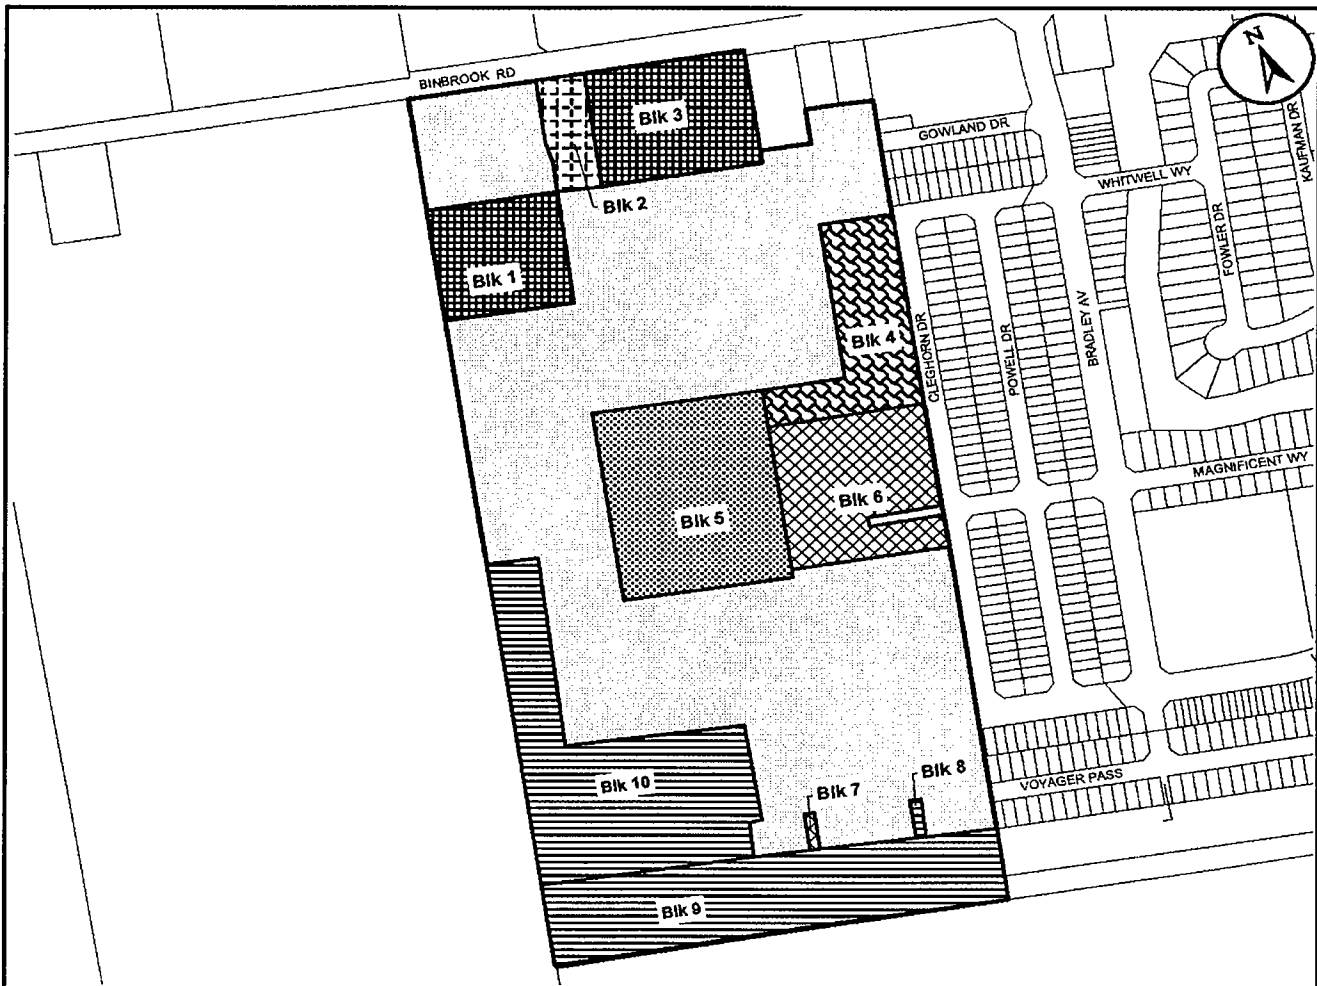 N
BINBROOK RD
Blk 3
GOWLAND DR
KAUFMAN DR
WHITWELL WY
Blk 2
FOWLER DR
Blk 1
Blk 4
CLEGHORN DR
POWELL DR
BRADLEY AV
MAGNIFICENT WY
Blk 6
Blk 5
Blk 8
Blk 10
Blk 7
VOYAGER PASS
Blk 9